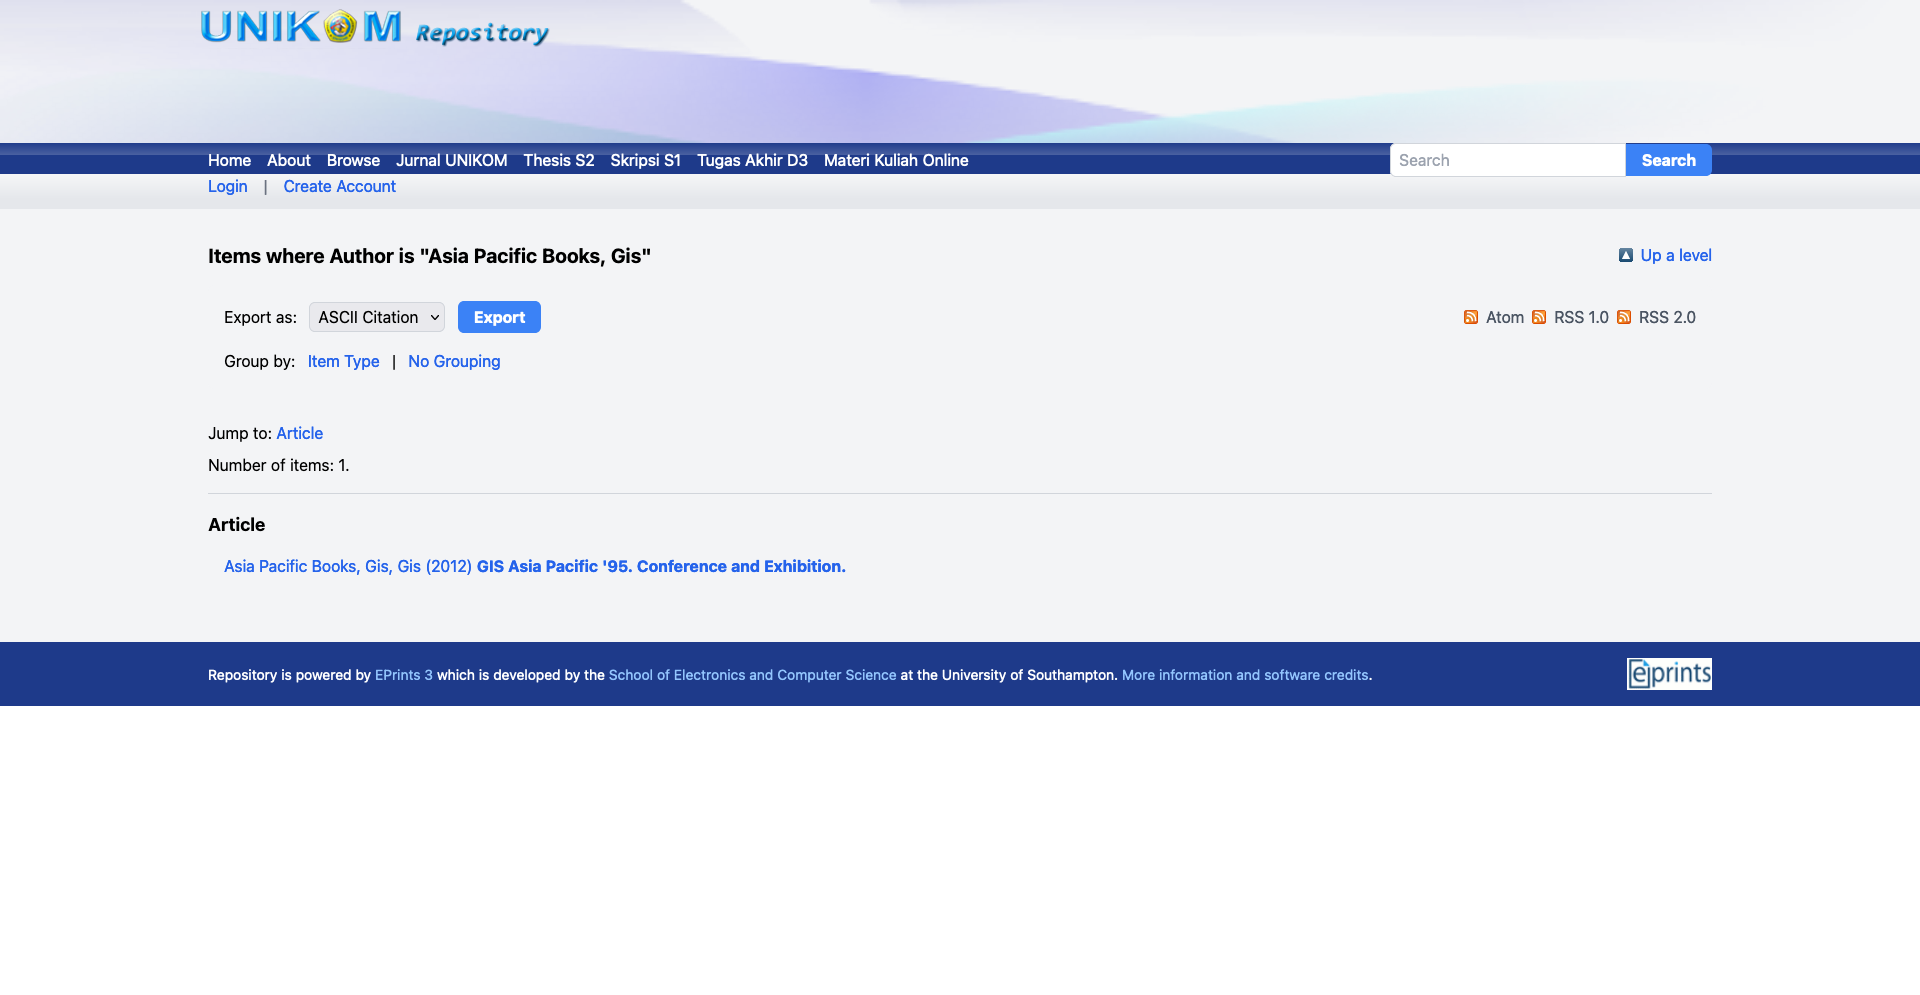 UNIKOM Repository
Home About Browse Jurnal UNIKOM Thesis S2 Skripsi S1 Tugas Akhir D3 Materi Kuliah Online Search Search
Login | Create Account
Items where Author is "Asia Pacific Books, Gis" Up a level
Export as: ASCII Citation Export Atom RSS 1.0 RSS 2.0
Group by: Item Type | No Grouping
Jump to: Article
Number of items: 1.
Article
Asia Pacific Books, Gis, Gis (2012) GIS Asia Pacific '95. Conference and Exhibition.
Repository is powered by EPrints 3 which is developed by the School of Electronics and Computer Science at the University of Southampton. More information and software credits. eprints